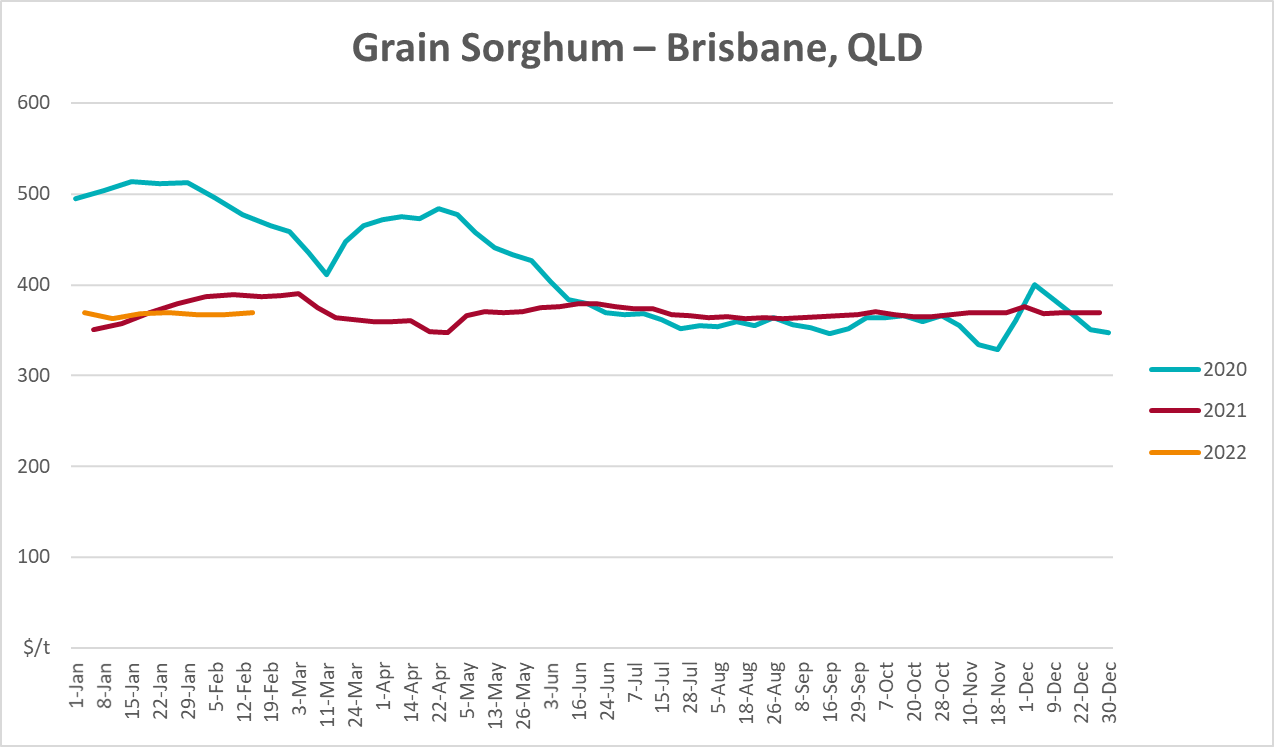 Grain Sorghum – Brisbane, QLD
600
500
400
300
200
100
$/t
2020
2021
2022
1-Jan
8-Jan
15-Jan
22-Jan
29-Jan
5-Feb
12-Feb
19-Feb
3-Mar
11-Mar
24-Mar
1-Apr
14-Apr
22-Apr
5-May
13-May
26-May
3-Jun
16-Jun
24-Jun
7-Jul
15-Jul
28-Jul
5-Aug
18-Aug
26-Aug
8-Sep
16-Sep
29-Sep
7-Oct
20-Oct
28-Oct
10-Nov
18-Nov
1-Dec
9-Dec
22-Dec
30-Dec